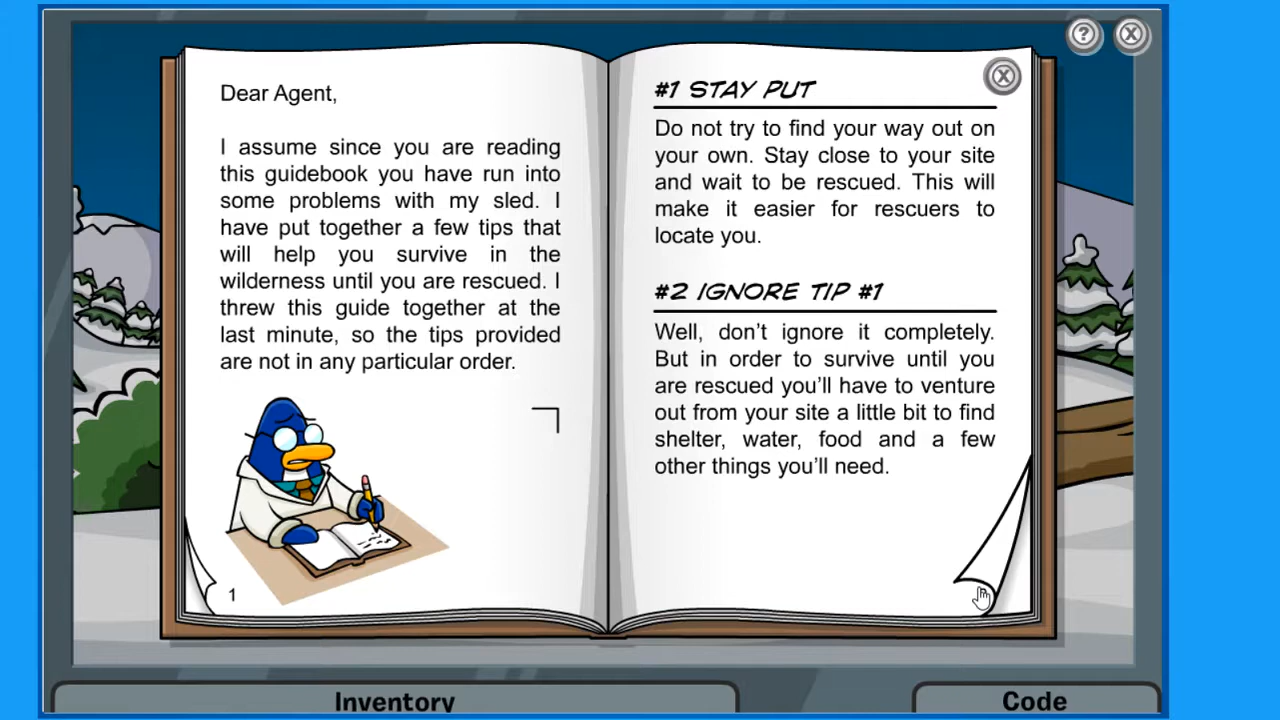 Dear Agent,
I assume since you are reading
this guidebook you have run into
some problems with my sled. I
have put together a few tips that
will help you survive in the
wilderness until you are rescued. I
threw this guide together at the
last minute, so the tips provided
are not in any particular order.
1
#1 STAY PUT
Do not try to find your way out on
your own. Stay close to your site
and wait to be rescued. This will
make it easier for rescuers to
locate you.
#2 IGNORE TIP #1
Well, don't ignore it completely.
But in order to survive until you
are rescued you'll have to venture
out from your site a little bit to find
shelter, water, food and a few
other things you'll need.
?
X
X
Inventory
Code